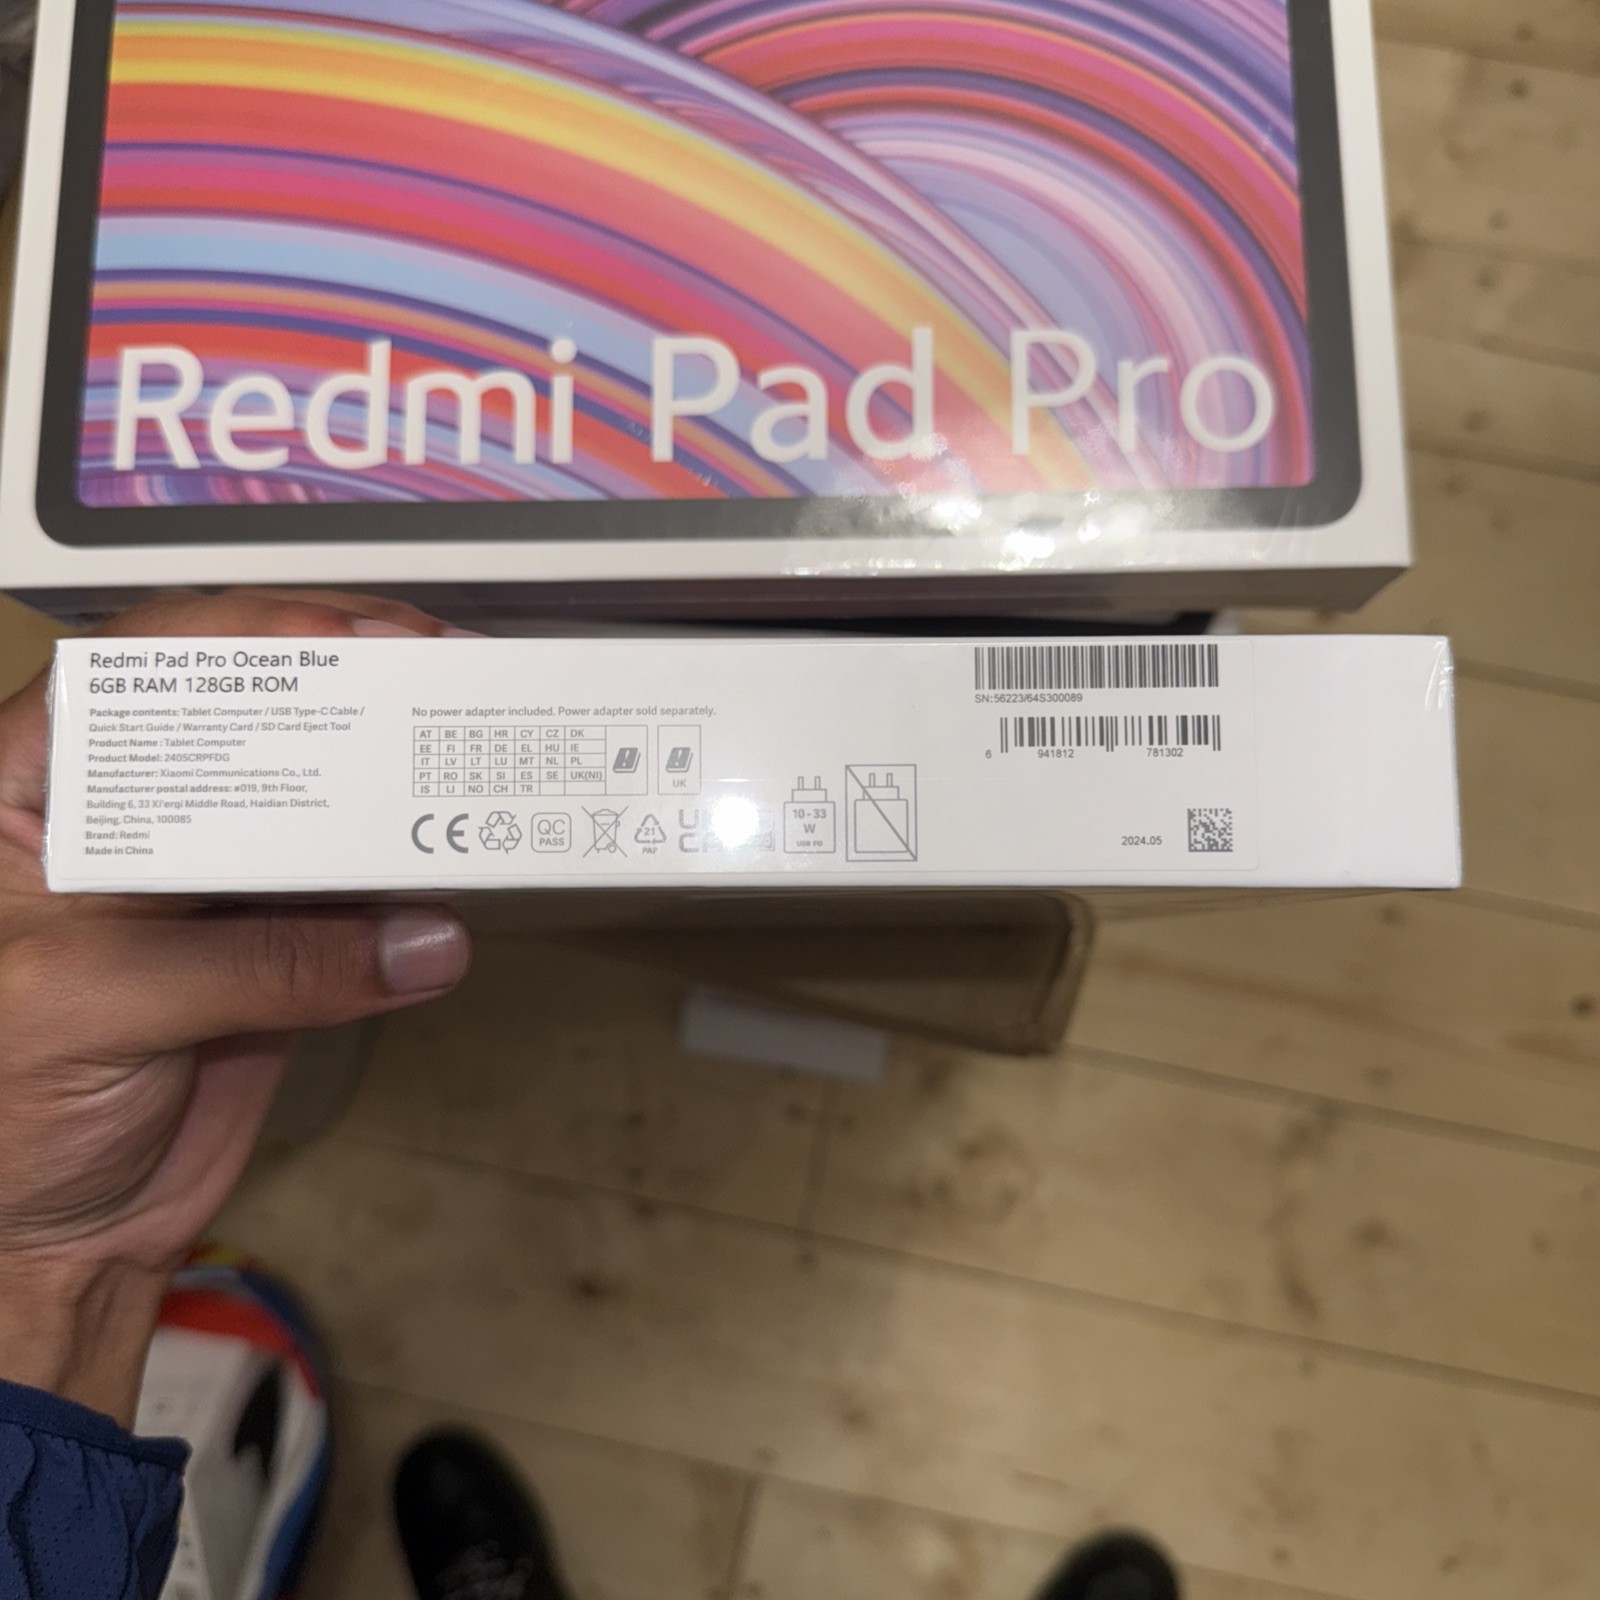 Redmi Pad Pro
Redmi Pad Pro Ocean Blue
6GB RAM 128GB ROM
Package contents: Tablet Computer / USB Type-C Cable /
Quick Start Guide / Warranty Card / SD Card Eject Tool
Product Name : Tablet Computer
Product Model: 2405CRPFDG
Manufacturer: Xiaomi Communications Co., Ltd.
Manufacturer postal address: #019, 9th Floor,
Building 6, 33 Xi'erqi Middle Road, Haidian District,
Beijing, China, 100085
Brand: Redmi
Made in China
No power adapter included. Power adapter sold separately.
AT BE BG HR CY CZ DK
EE FI FR DE EL HU IE
IT LV LT LU MT NL PL
PT RO SK SI ES SE UK(NI)
IS LI NO CH TR
UK
CE
QC
PASS
21
PAP
UK
10 - 33
W
USB PD
SN:56223/64S300089
6 941812 781302
2024.05